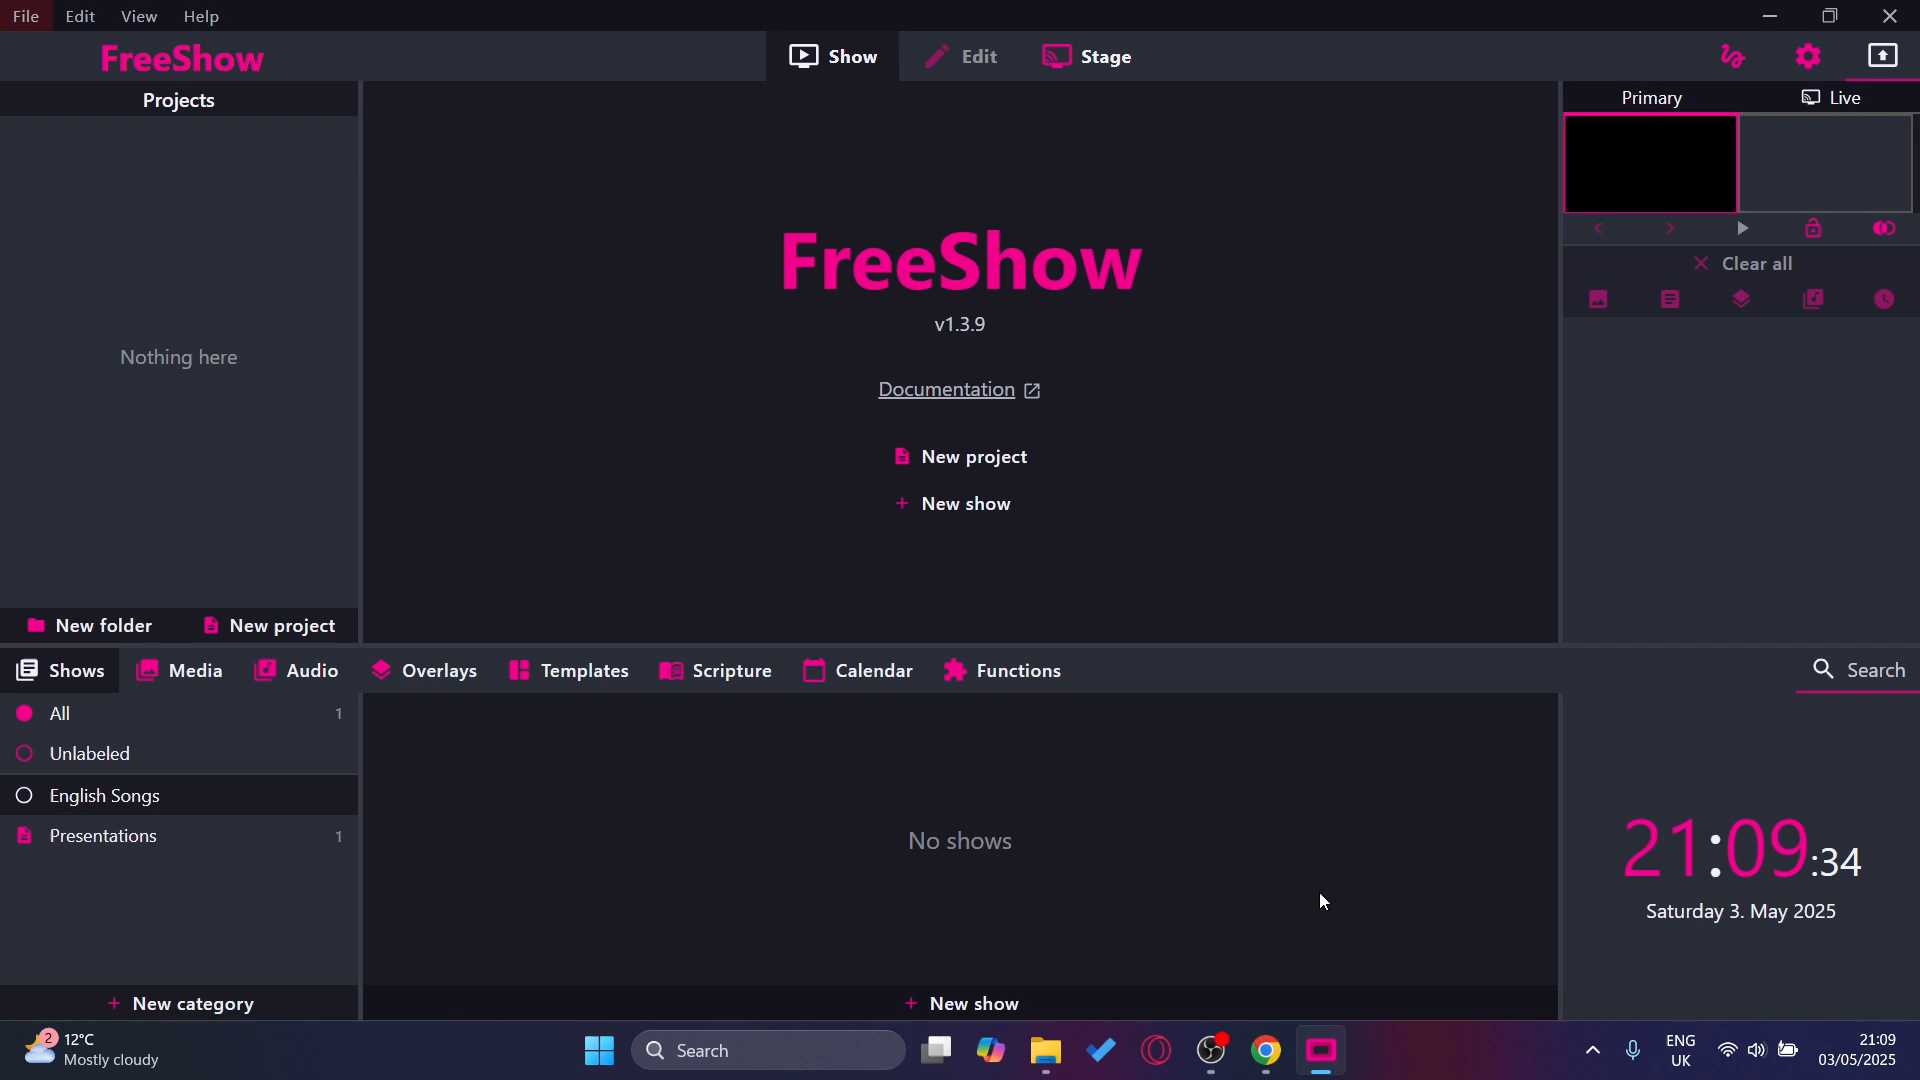 File Edit View Help
FreeShow
Show Edit Stage
Projects
Primary Live
FreeShow
v1.3.9
Clear all
Nothing here
Documentation
New project
New show
New folder New project
Shows Media Audio Overlays Templates Scripture Calendar Functions Search
All 1
Unlabeled
English Songs
Presentations 1
No shows
21:09:34
Saturday 3. May 2025
New category
New show
2
12°C
Mostly cloudy
Search
ENG
UK
21:09
03/05/2025